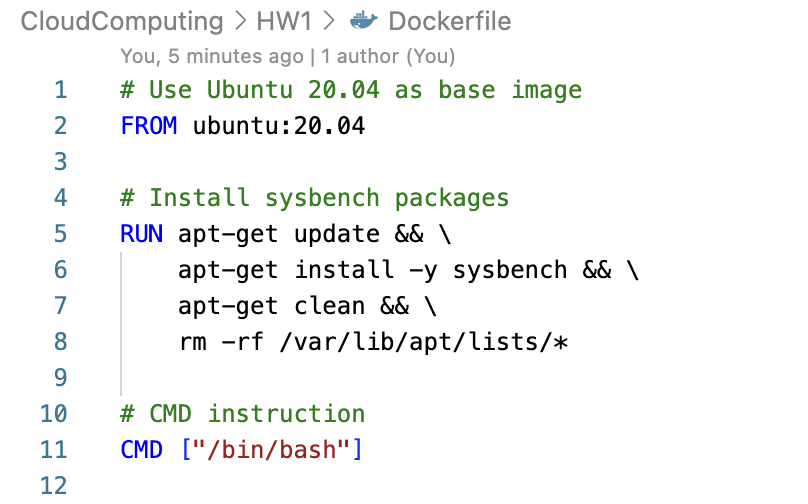 CloudComputing > HW1 > Dockerfile
You, 5 minutes ago | 1 author (You)
1 # Use Ubuntu 20.04 as base image
2 FROM ubuntu:20.04
3
4 # Install sysbench packages
5 RUN apt-get update && \
6     apt-get install -y sysbench && \
7     apt-get clean && \
8     rm -rf /var/lib/apt/lists/*
9
10 # CMD instruction
11 CMD ["/bin/bash"]
12